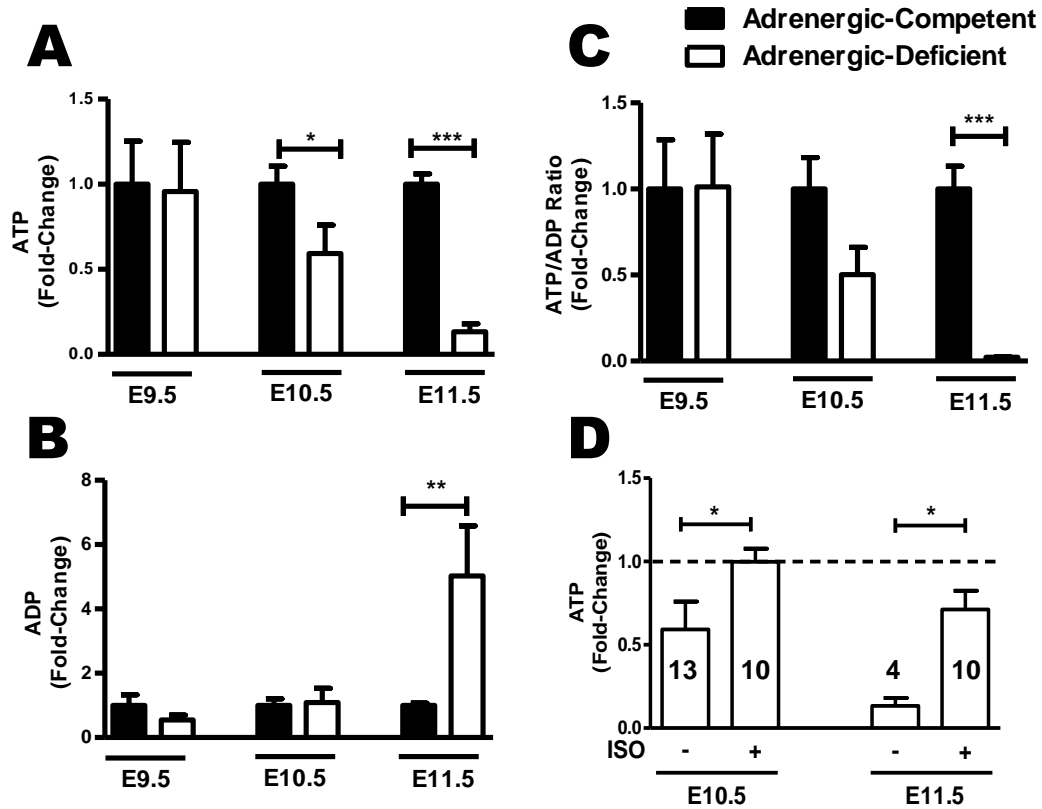 A
ATP
(Fold-Change)
1.5
1.0
0.5
0.0
*
***
E9.5
E10.5
E11.5
C
Adrenergic-Competent
Adrenergic-Deficient
ATP/ADP Ratio
(Fold-Change)
1.5
1.0
0.5
0.0
***
E9.5
E10.5
E11.5
B
ADP
(Fold-Change)
8
6
4
2
0
**
E9.5
E10.5
E11.5
D
ATP
(Fold-Change)
1.5
1.0
0.5
0.0
*
*
13
10
4
10
ISO - + - +
E10.5
E11.5